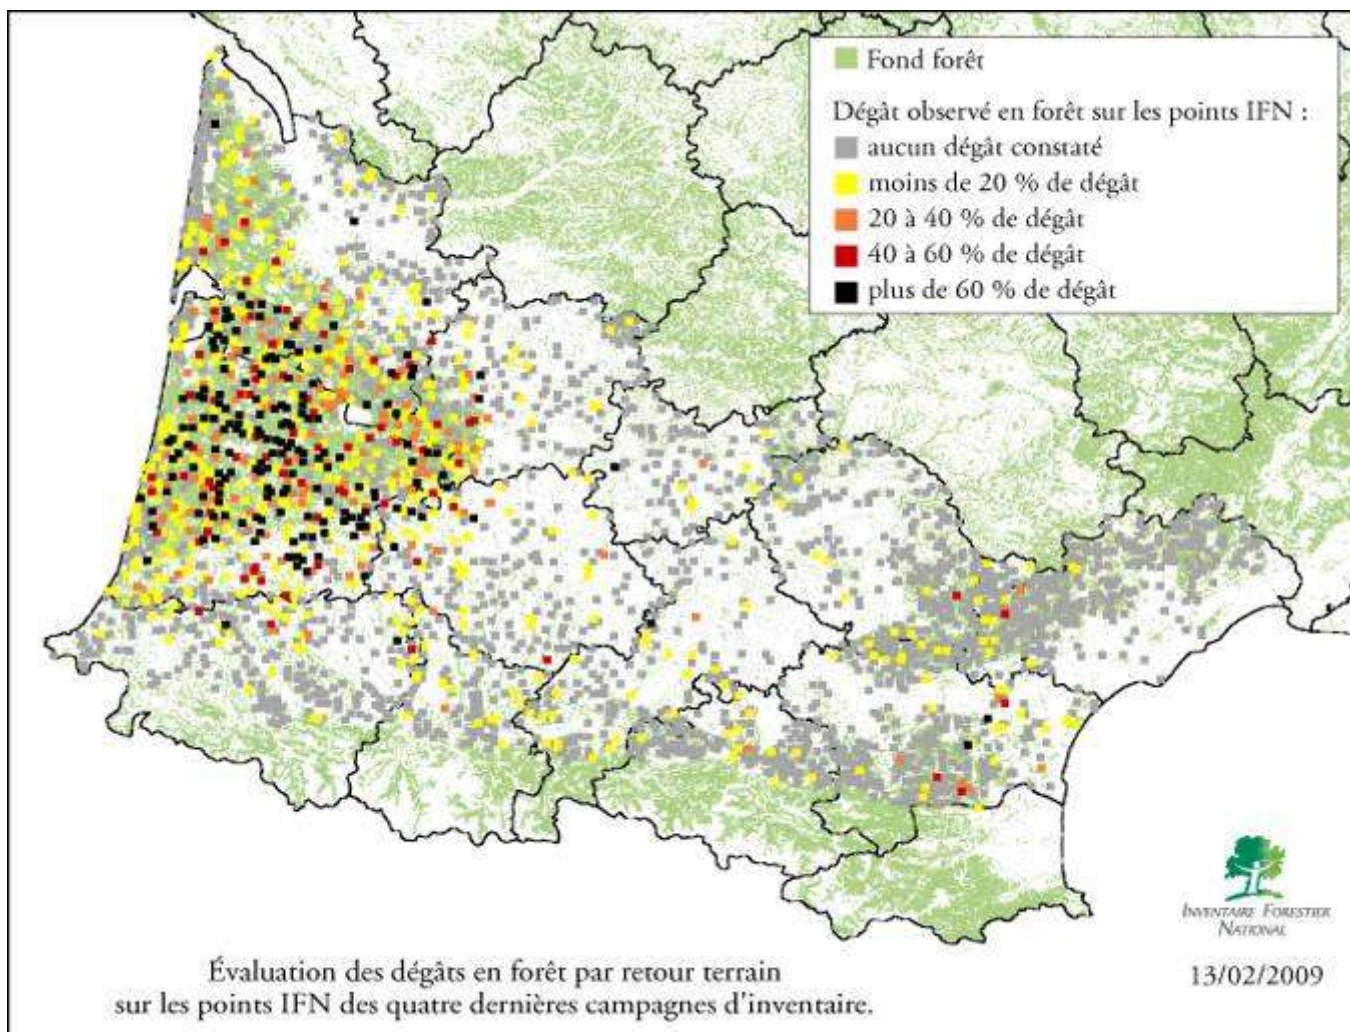 Fond forêt
Dégât observé en forêt sur les points IFN :
aucun dégât constaté
moins de 20 % de dégât
20 à 40 % de dégât
40 à 60 % de dégât
plus de 60 % de dégât
INVENTAIRE FORESTIER
NATIONAL
13/02/2009
Évaluation des dégâts en forêt par retour terrain
sur les points IFN des quatre dernières campagnes d'inventaire.